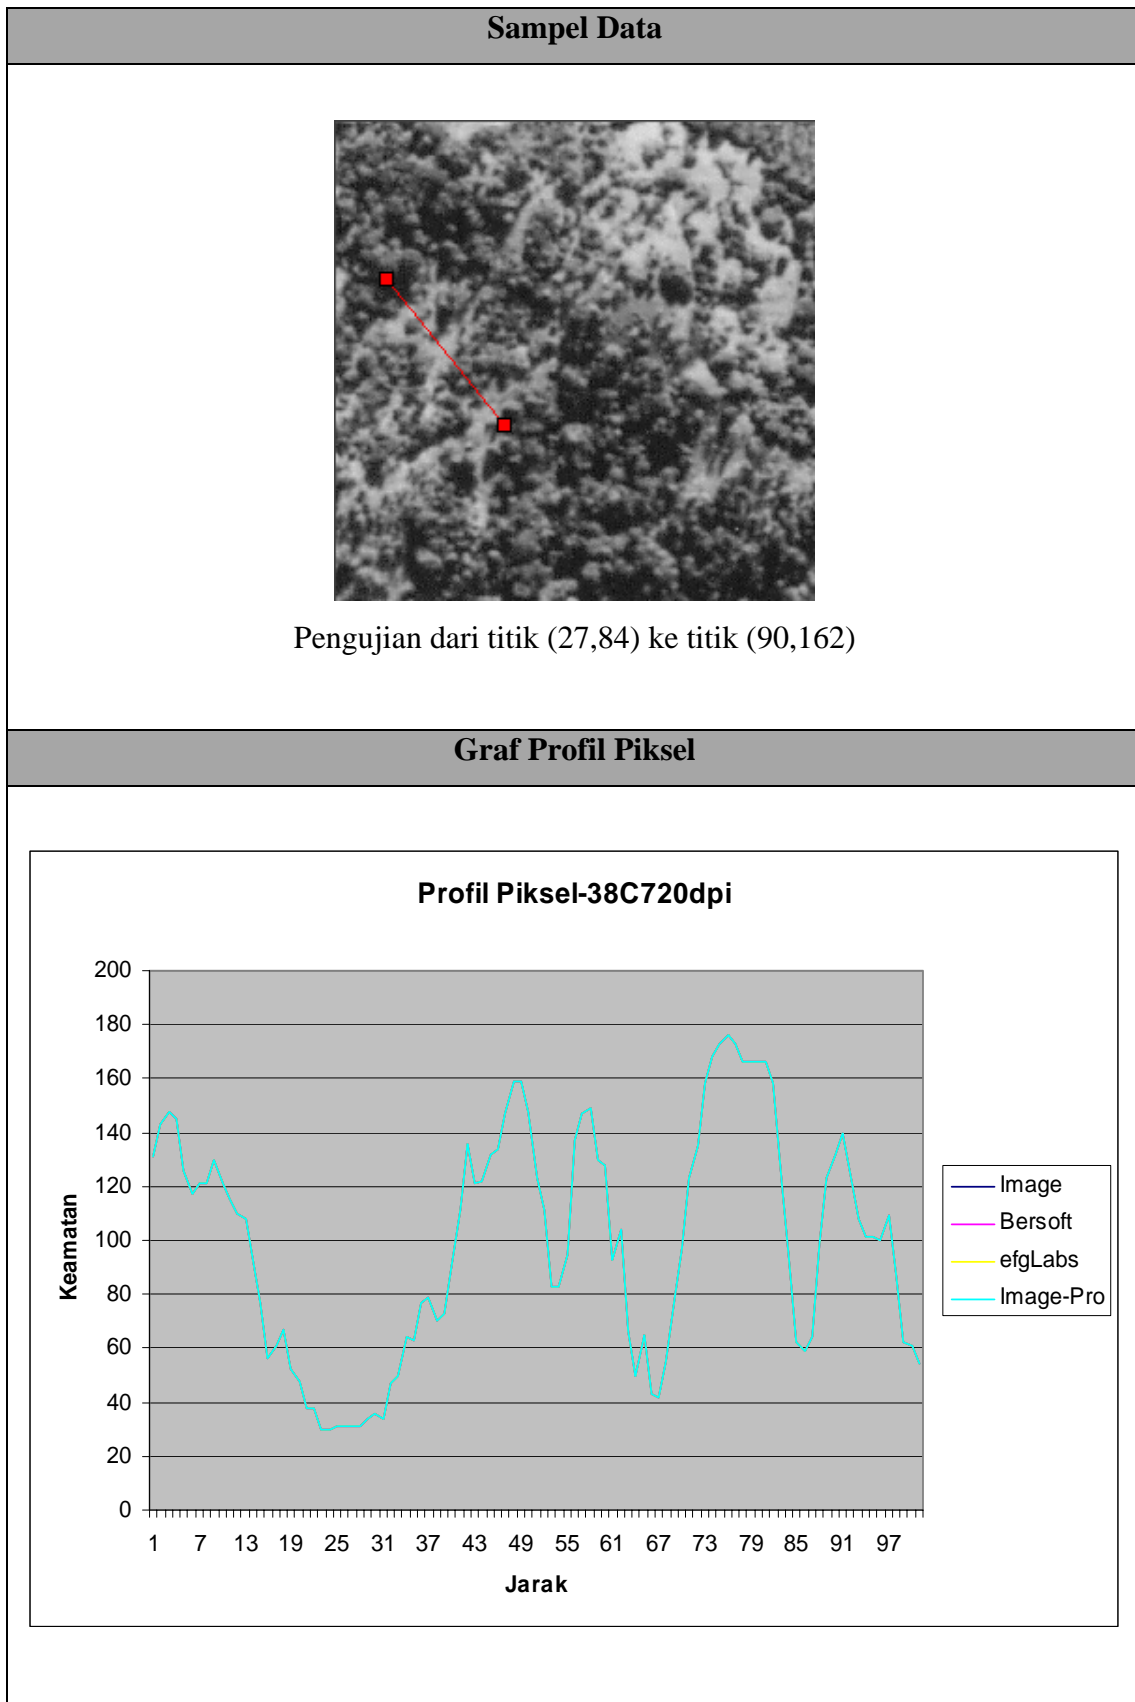 Sampel Data
Pengujian dari titik (27,84) ke titik (90,162)
Graf Profil Piksel
Profil Piksel-38C720dpi
200
180
160
140
120
100
80
60
40
20
0
Keamatan
1 7 13 19 25 31 37 43 49 55 61 67 73 79 85 91 97
Jarak
Image
Bersoft
efgLabs
Image-Pro